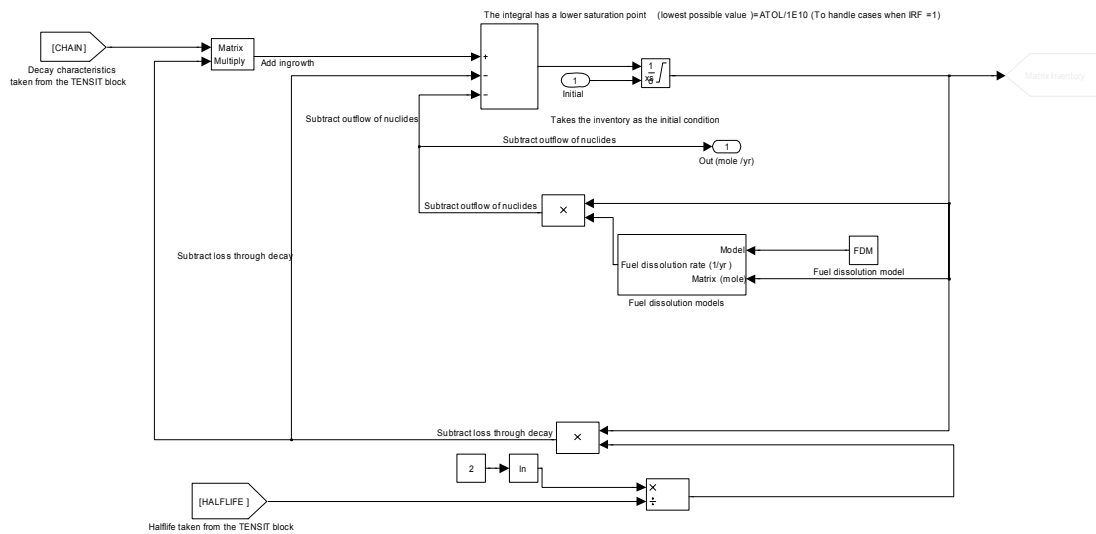 The integral has a lower saturation point (lowest possible value )=ATOL/1E10 (To handle cases when IRF =1)
[CHAIN ]
Decay characteristics
taken from the TENSIT block
Matrix
Multiply
Add ingrowth
+
−
−
1
Initial
1
s
Matrix Inventory
Subtract outflow of nuclides
Takes the inventory as the initial condition
Subtract outflow of nuclides
1
Out (mole /yr)
Subtract outflow of nuclides
×
Subtract loss through decay
Model
Fuel dissolution rate (1/yr )
Matrix (mole)
Fuel dissolution models
FDM
Fuel dissolution model
Subtract loss through decay
×
2
ln
×
÷
[HALFLIFE ]
Halflife taken from the TENSIT block